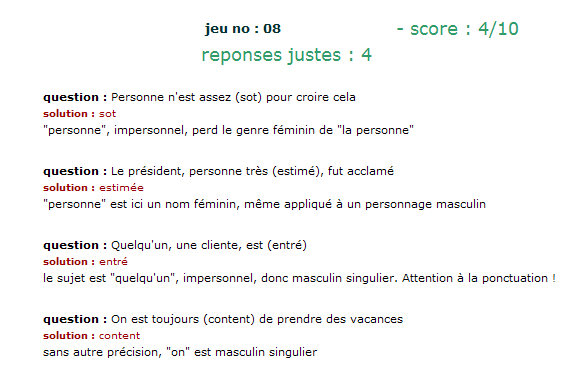 jeu no : 08 - score : 4/10
reponses justes : 4
question : Personne n'est assez (sot) pour croire cela
solution : sot
"personne", impersonnel, perd le genre féminin de "la personne"
question : Le président, personne très (estimé), fut acclamé
solution : estimée
"personne" est ici un nom féminin, même appliqué à un personnage masculin
question : Quelqu'un, une cliente, est (entré)
solution : entré
le sujet est "quelqu'un", impersonnel, donc masculin singulier. Attention à la ponctuation !
question : On est toujours (content) de prendre des vacances
solution : content
sans autre précision, "on" est masculin singulier